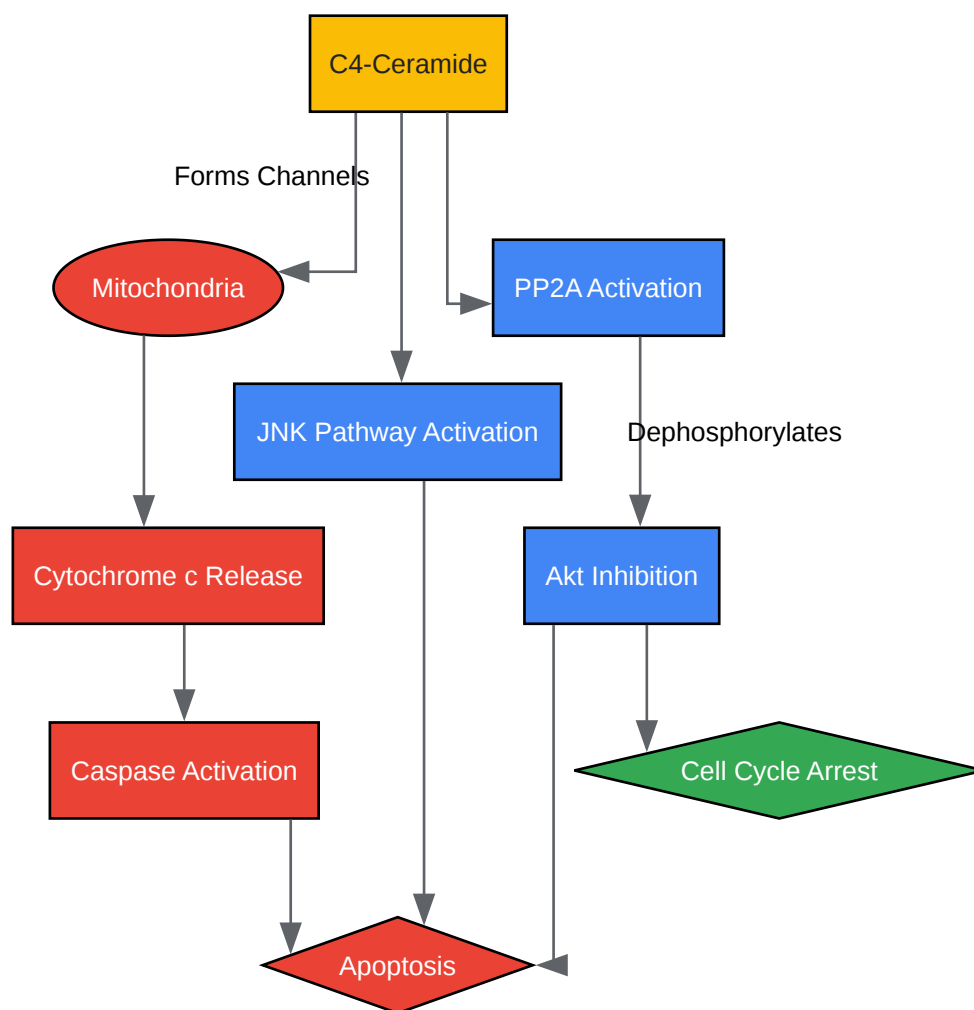 C4-Ceramide
Forms Channels
Mitochondria
PP2A Activation
JNK Pathway Activation
Dephosphorylates
Cytochrome c Release
Akt Inhibition
Caspase Activation
Cell Cycle Arrest
Apoptosis